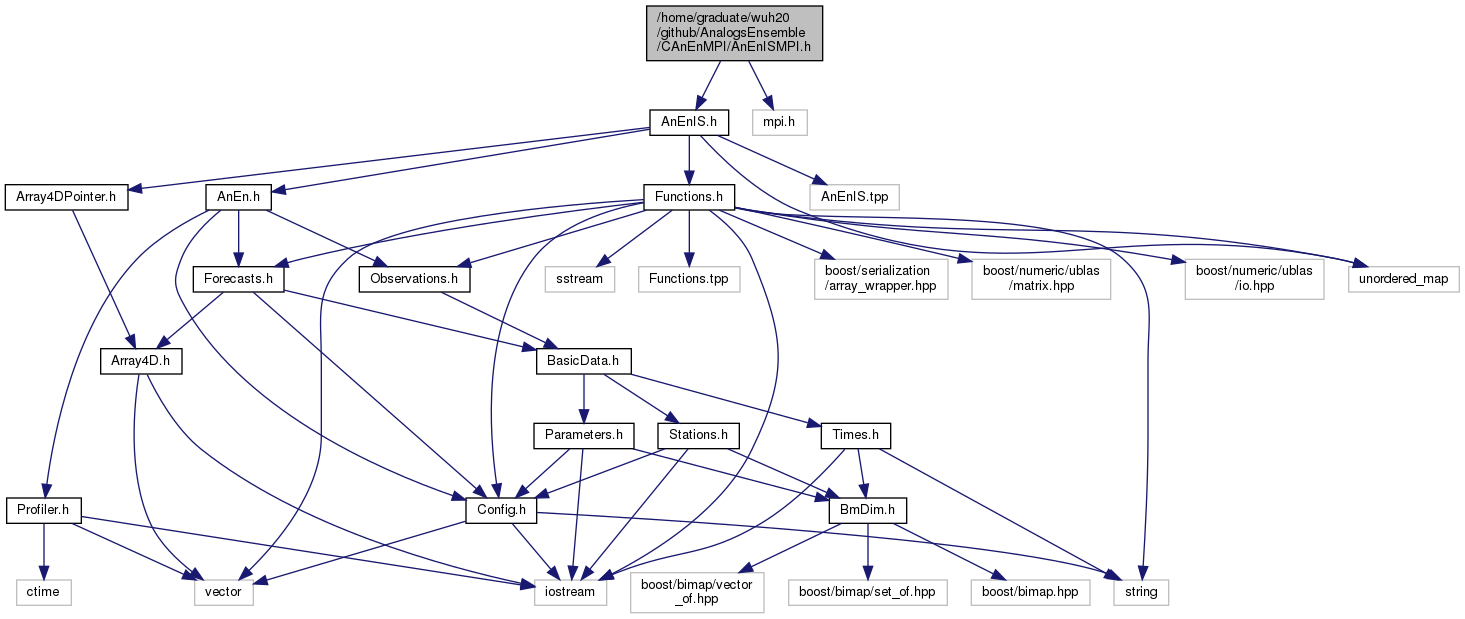 /home/graduate/wuh20
/github/AnalogsEnsemble
/CAnEnMPI/AnEnISMPI.h
AnEnIS.h
mpi.h
Array4DPointer.h
AnEn.h
Functions.h
AnEnIS.tpp
Forecasts.h
Observations.h
sstream
Functions.tpp
boost/serialization
/array_wrapper.hpp
boost/numeric/ublas
/matrix.hpp
boost/numeric/ublas
/io.hpp
unordered_map
Array4D.h
BasicData.h
Parameters.h
Stations.h
Times.h
Profiler.h
Config.h
BmDim.h
ctime
vector
iostream
boost/bimap/vector
_of.hpp
boost/bimap/set_of.hpp
boost/bimap.hpp
string